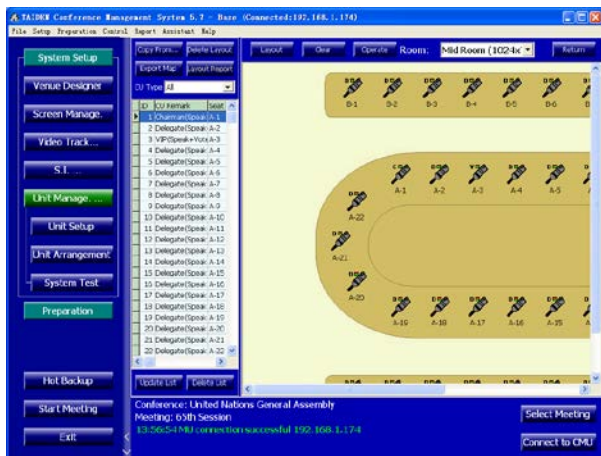 TAIDEN Conference Management System 5.7 - Base (Connected:192.168.1.174)
File Setup Preparation Control Report Assistant Help
System Setup
Venue Designer
Screen Manage.
Video Track...
S.I. ...
Unit Manage. ...
Unit Setup
Unit Arrangement
System Test
Preparation
Hot Backup
Start Meeting
Exit
Copy From... Delete Layout
Export Map Layout Report
CU Type All
ID CU Remark Seat
1 Chairman(Speak A-1
2 Delegate(Speak A-2
3 VIP(Speak+Vote A-3
4 Delegate(Speak A-4
5 Delegate(Speak A-5
6 Delegate(Speak A-6
7 Delegate(Speak A-7
8 Delegate(Speak A-8
9 Delegate(Speak A-9
10 Delegate(Speak A-10
11 Delegate(Speak A-11
12 Delegate(Speak A-12
13 Delegate(Speak A-13
14 Delegate(Speak A-14
15 Delegate(Speak A-15
16 Delegate(Speak A-16
17 Delegate(Speak A-17
18 Delegate(Speak A-18
19 Delegate(Speak A-19
20 Delegate(Speak A-20
21 Delegate(Speak A-21
22 Delegate(Speak A-22
Update List Delete List
Layout Clear Operate Room: Mid Room (1024x Return
B-1 B-2 B-3 B-4 B-5 B-6
A-1 A-2 A-3 A-4 A-5
A-22
A-21
A-20
A-19 A-18 A-17 A-16 A-15
Conference: United Nations General Assembly
Meeting: 65th Session
13:56:54 MU connection successful 192.168.1.174
Select Meeting
Connect to CMU